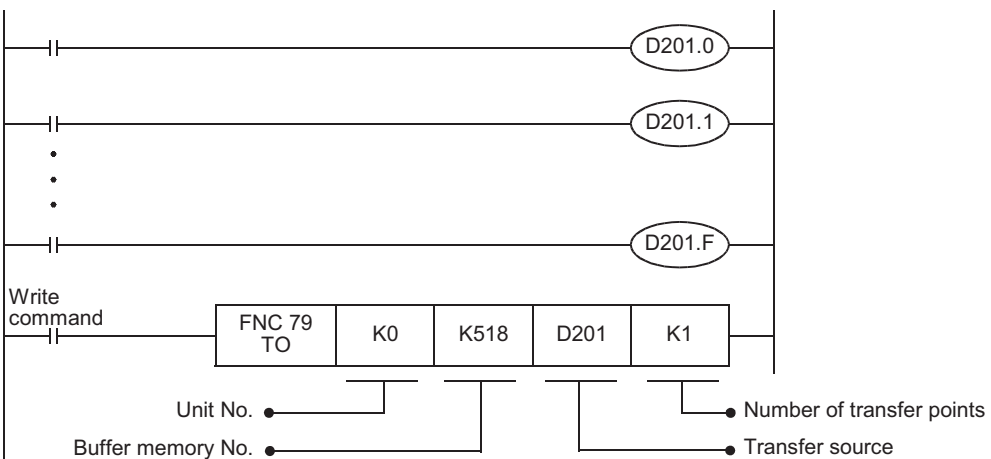 D201.0
D201.1
D201.F
Write
command
FNC 79
TO
K0
K518
D201
K1
Unit No.
Number of transfer points
Buffer memory No.
Transfer source